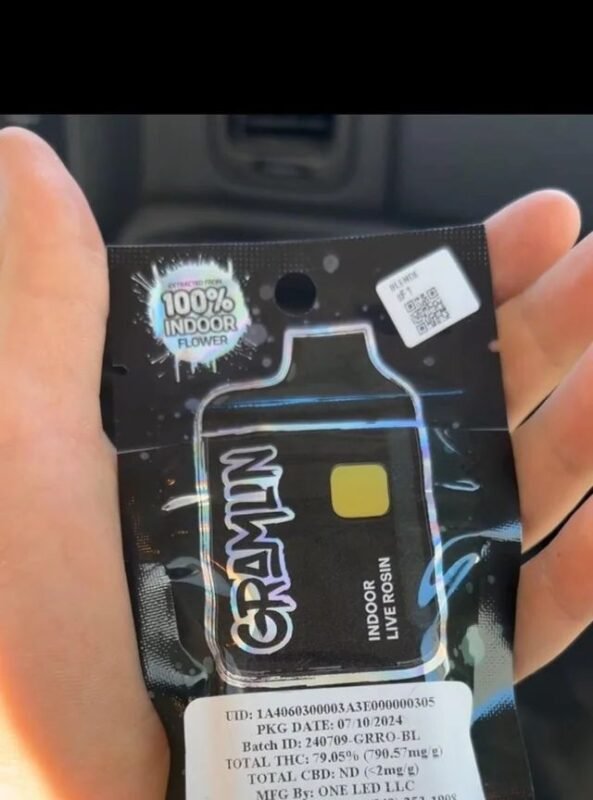 EXTRACTED FROM
100%
INDOOR
FLOWER
GRAMLIN
INDOOR
LIVE ROSIN
UID: 1A4060300003A3E000000305
PKG DATE: 07/10/2024
Batch ID: 240709-GRRO-BL
TOTAL THC: 79.05% (790.57mg/g)
TOTAL CBD: ND (<2mg/g)
MFG By: ONE LED LLC